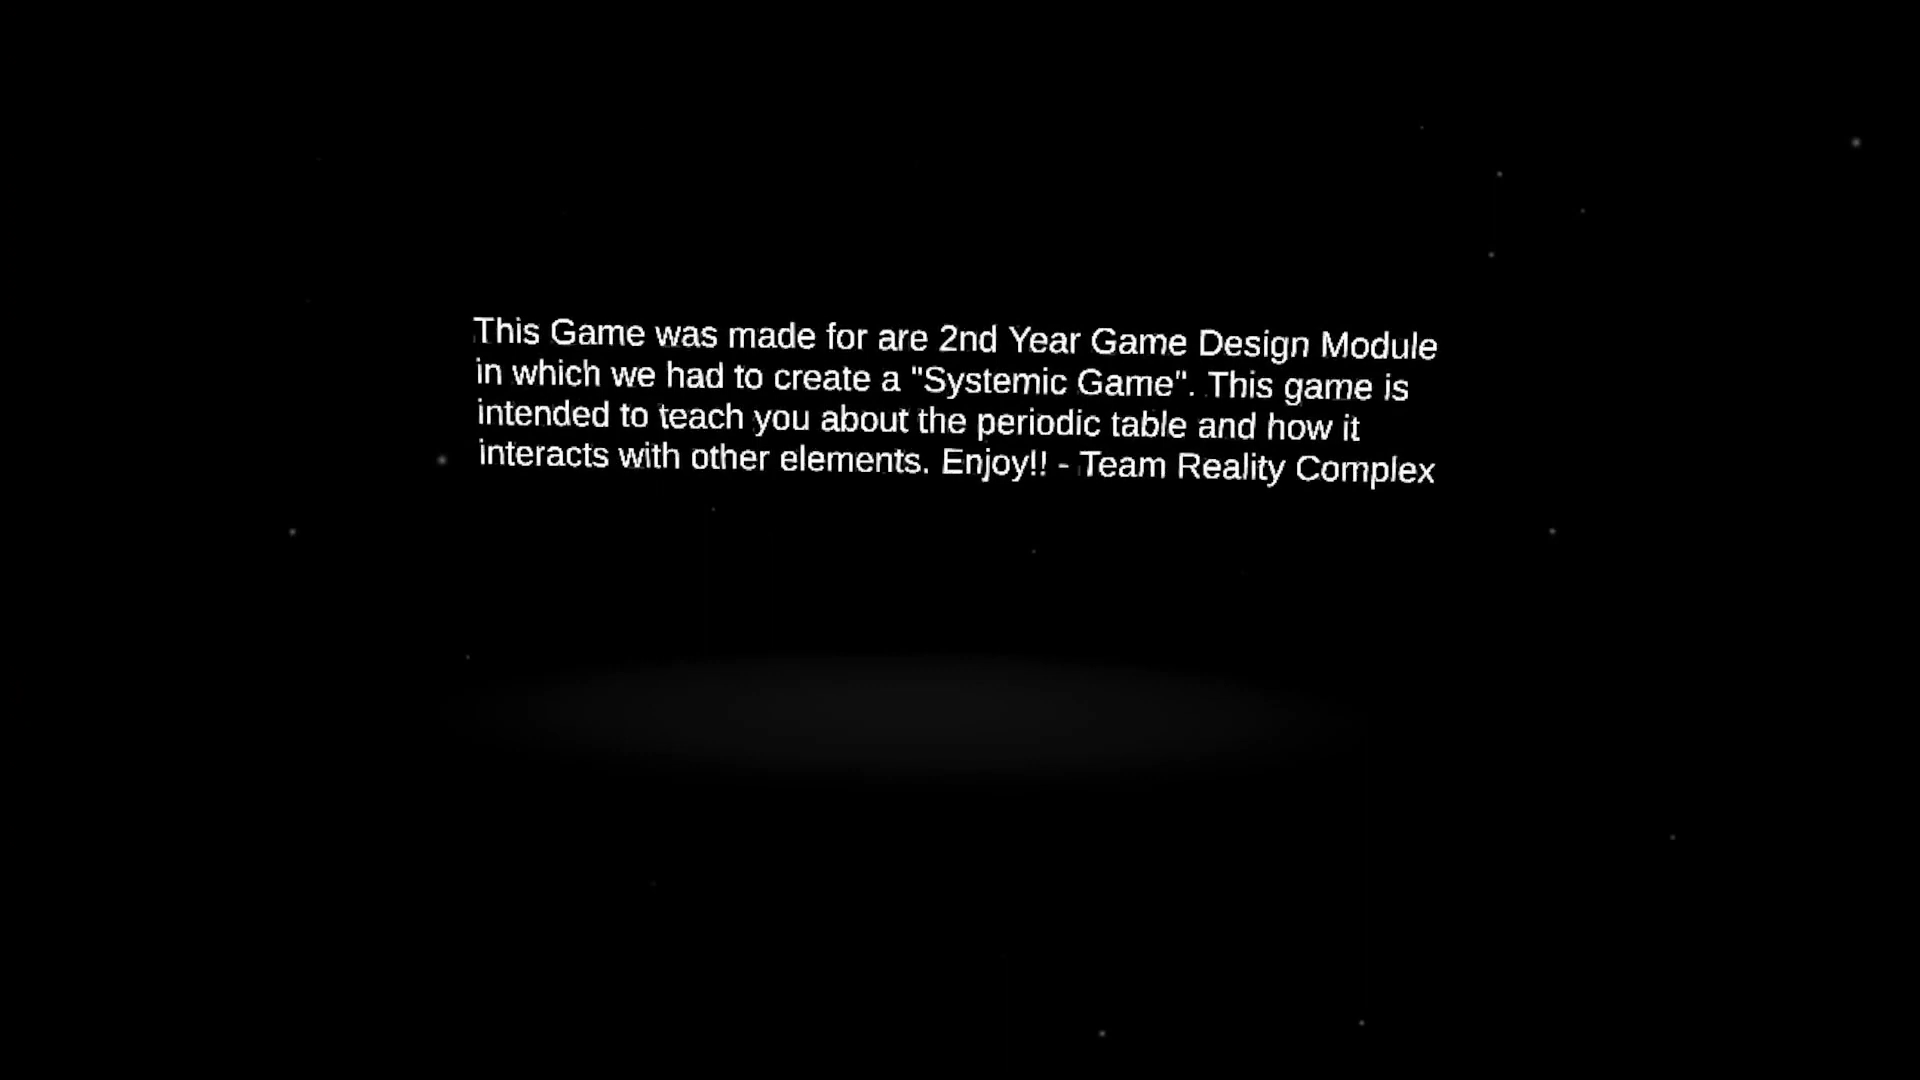 This Game was made for are 2nd Year Game Design Module
in which we had to create a "Systemic Game". This game is
intended to teach you about the periodic table and how it
interacts with other elements. Enjoy!! - Team Reality Complex